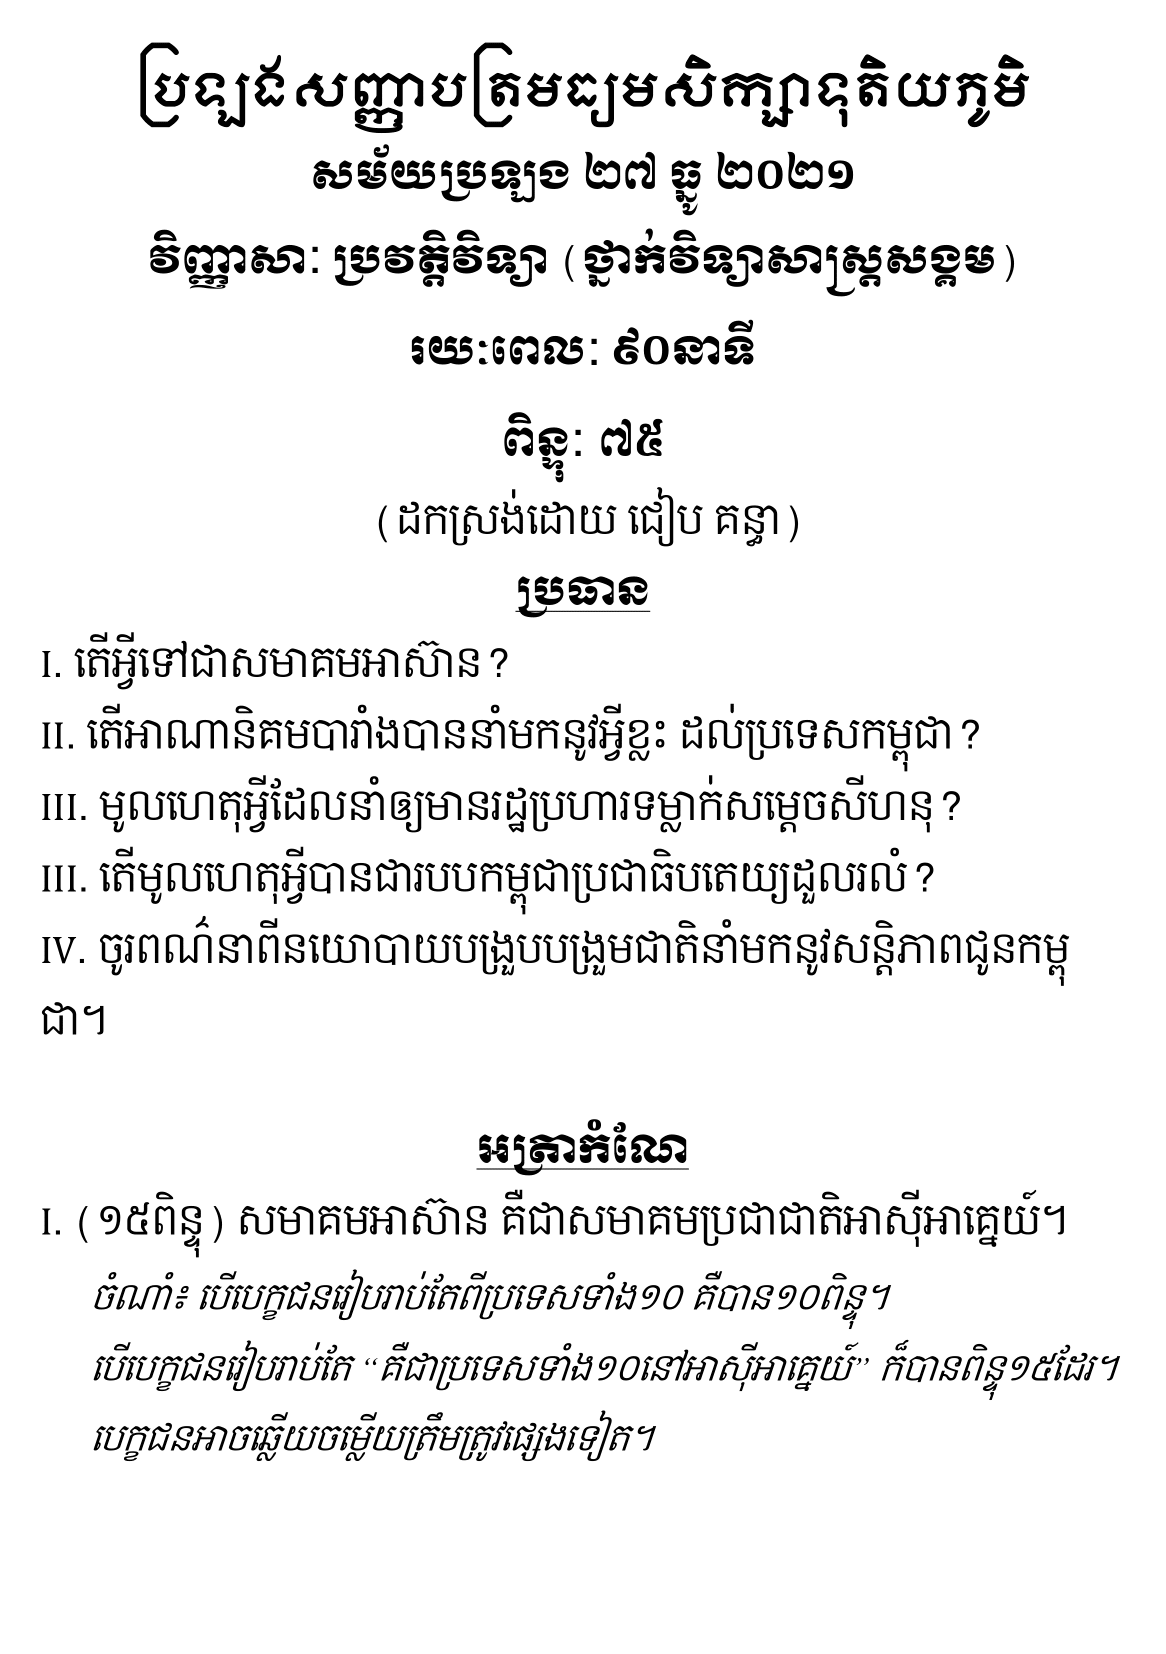 ប្រឡងសញ្ញាបត្រមធ្យមសិក្សាទុតិយភូមិ
សម័យប្រឡង ២៧ ធ្នូ ២០២១
វិញ្ញាសា: ប្រវត្តិវិទ្យា (ថ្នាក់វិទ្យាសាស្ត្រសង្គម)
រយៈពេល: ៩០នាទី
ពិន្ទុ: ៧៥
(ដកស្រង់ដោយ ជៀប គន្ធា)
ប្រធាន
I. តើអ្វីទៅជាសមាគមអាស៊ាន?
II. តើអាណានិគមបារាំងបាននាំមកនូវអ្វីខ្លះ ដល់ប្រទេសកម្ពុជា?
III. មូលហេតុអ្វីដែលនាំឲ្យមានរដ្ឋប្រហារទម្លាក់សម្ដេចសីហនុ?
III. តើមូលហេតុអ្វីបានជារបបកម្ពុជាប្រជាធិបតេយ្យដួលរលំ?
IV. ចូរពណ៌នាពីនយោបាយបង្រួបបង្រួមជាតិនាំមកនូវសន្តិភាពជូនកម្ពុ
ជា។
អត្រាកំណែ
I. (១៥ពិន្ទុ) សមាគមអាស៊ាន គឺជាសមាគមប្រជាជាតិអាស៊ីអាគ្នេយ៍។
ចំណាំ៖ បើបេក្ខជនរៀបរាប់តែពីប្រទេសទាំង១០ គឺបាន១០ពិន្ទុ។
បើបេក្ខជនរៀបរាប់តែ “គឺជាប្រទេសទាំង១០នៅអាស៊ីអាគ្នេយ៍” ក៏បានពិន្ទុ១៥ដែរ។
បេក្ខជនអាចឆ្លើយចម្លើយត្រឹមត្រូវផ្សេងទៀត។